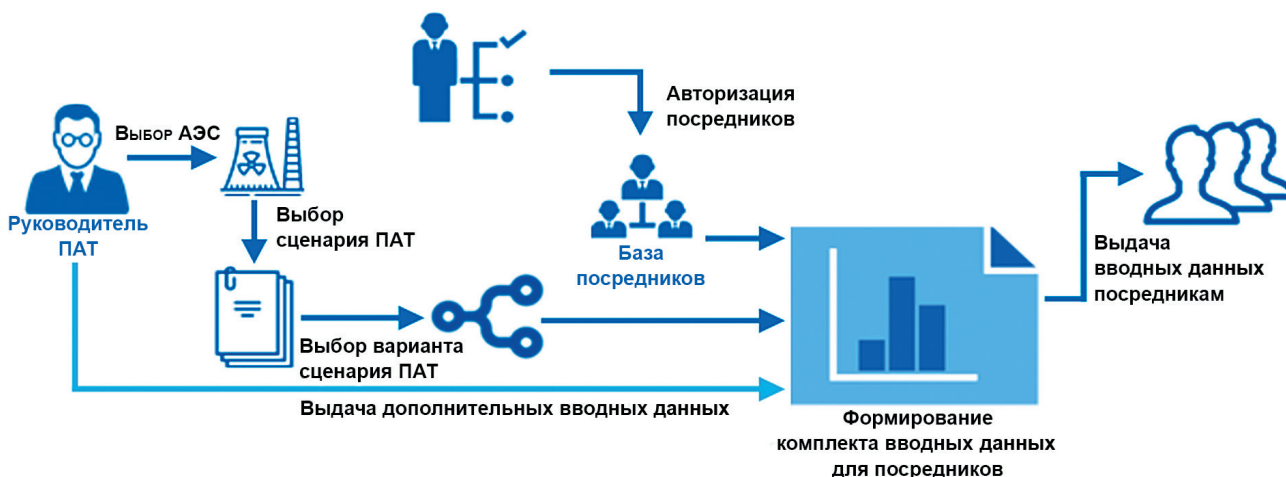 Авторизация
посредников
Выбор АЭС
Руководитель
ПАТ
Выбор
сценария ПАТ
База
посредников
Выдача
вводных данных
посредникам
Выбор варианта
сценария ПАТ
Выдача дополнительных вводных данных
Формирование
комплекта вводных данных
для посредников